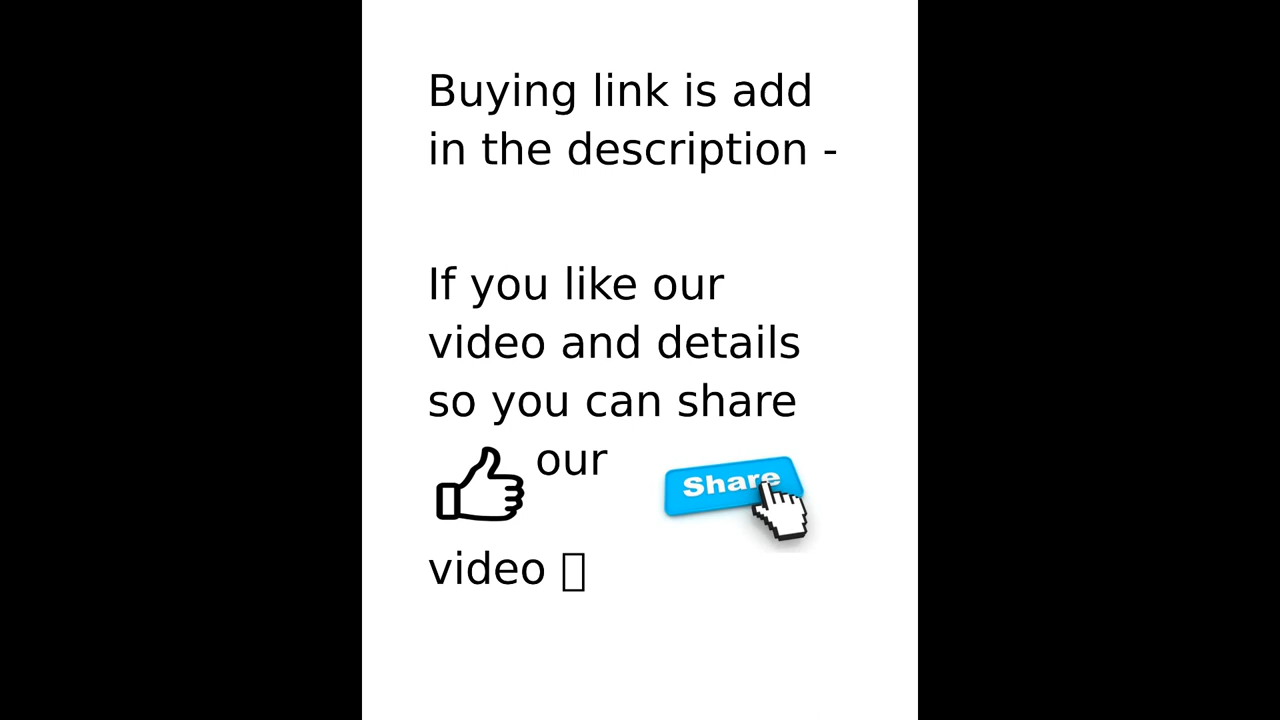 Buying link is add
in the description -
If you like our
video and details
so you can share
our
Share
video